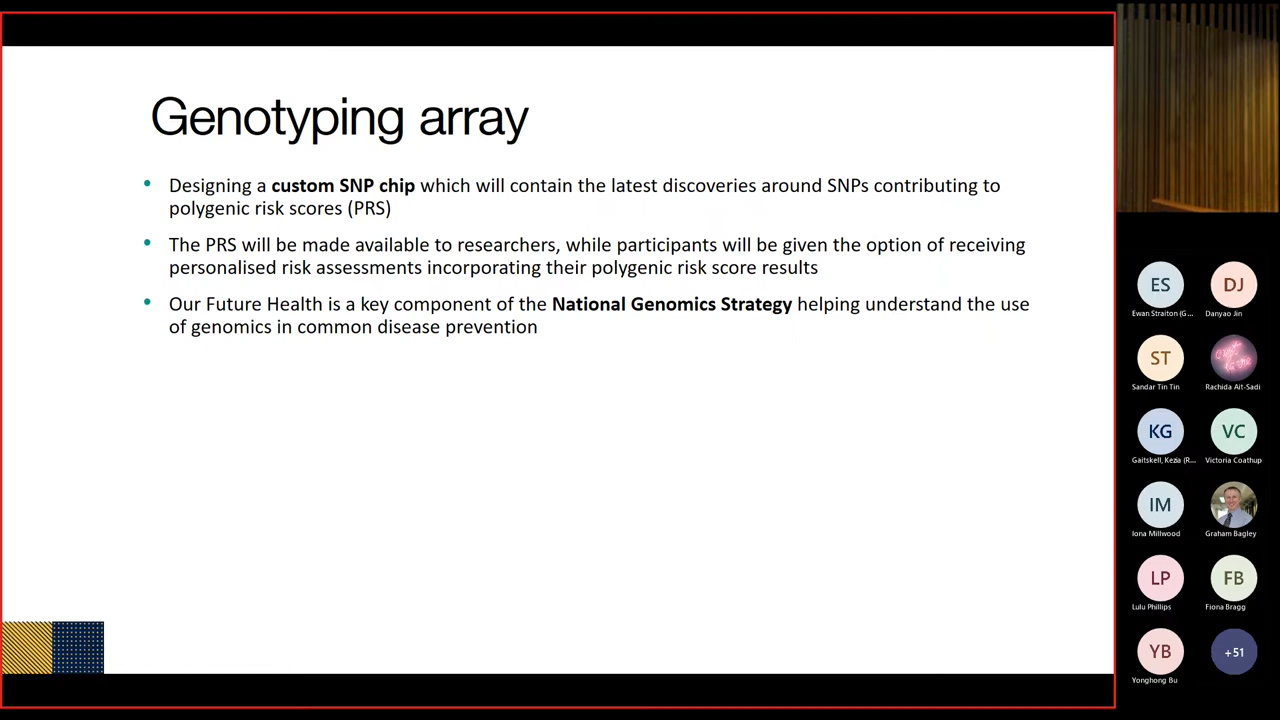 Genotyping array
• Designing a custom SNP chip which will contain the latest discoveries around SNPs contributing to
polygenic risk scores (PRS)
• The PRS will be made available to researchers, while participants will be given the option of receiving
personalised risk assessments incorporating their polygenic risk score results
• Our Future Health is a key component of the National Genomics Strategy helping understand the use
of genomics in common disease prevention
ES
Ewan Straiton (G...
DJ
Danyao Jin
ST
Sandar Tin Tin
Rachida Ait-Sadi
KG
Gaitskell, Kezia (R...
VC
Victoria Coathup
IM
Iona Millwood
Graham Bagley
LP
Lulu Phillips
FB
Fiona Bragg
YB
Yonghong Bu
+51